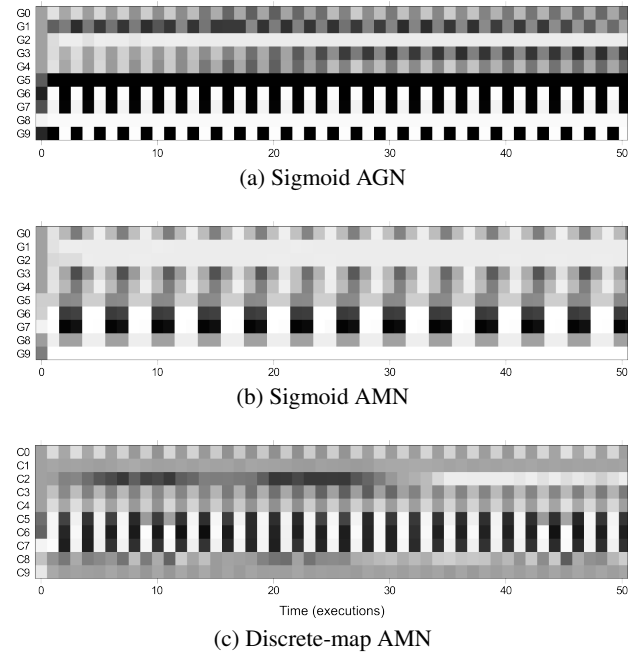 G0
G1
G2
G3
G4
G5
G6
G7
G8
G9
0 10 20 30 40 50
(a) Sigmoid AGN
G0
G1
G2
G3
G4
G5
G6
G7
G8
G9
0 10 20 30 40 50
(b) Sigmoid AMN
C0
C1
C2
C3
C4
C5
C6
C7
C8
C9
0 10 20 30 40 50
Time (executions)
(c) Discrete-map AMN